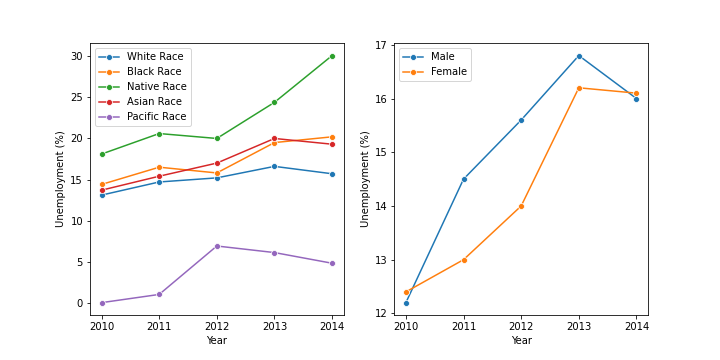 White Race
Black Race
Native Race
Asian Race
Pacific Race
30
25
20
15
10
5
0
Unemployment (%)
2010 2011 2012 2013 2014
Year
Male
Female
17
16
15
14
13
12
Unemployment (%)
2010 2011 2012 2013 2014
Year